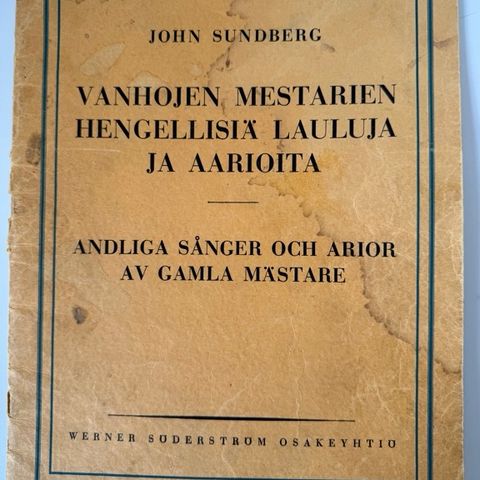 JOHN SUNDBERG
VANHOJEN MESTARIEN
HENGELLISIÄ LAULUJA
JA AARIOITA
ANDLIGA SÅNGER OCH ARIOR
AV GAMLA MÄSTARE
WERNER SÖDERSTRÖM OSAKEYHTIÖ